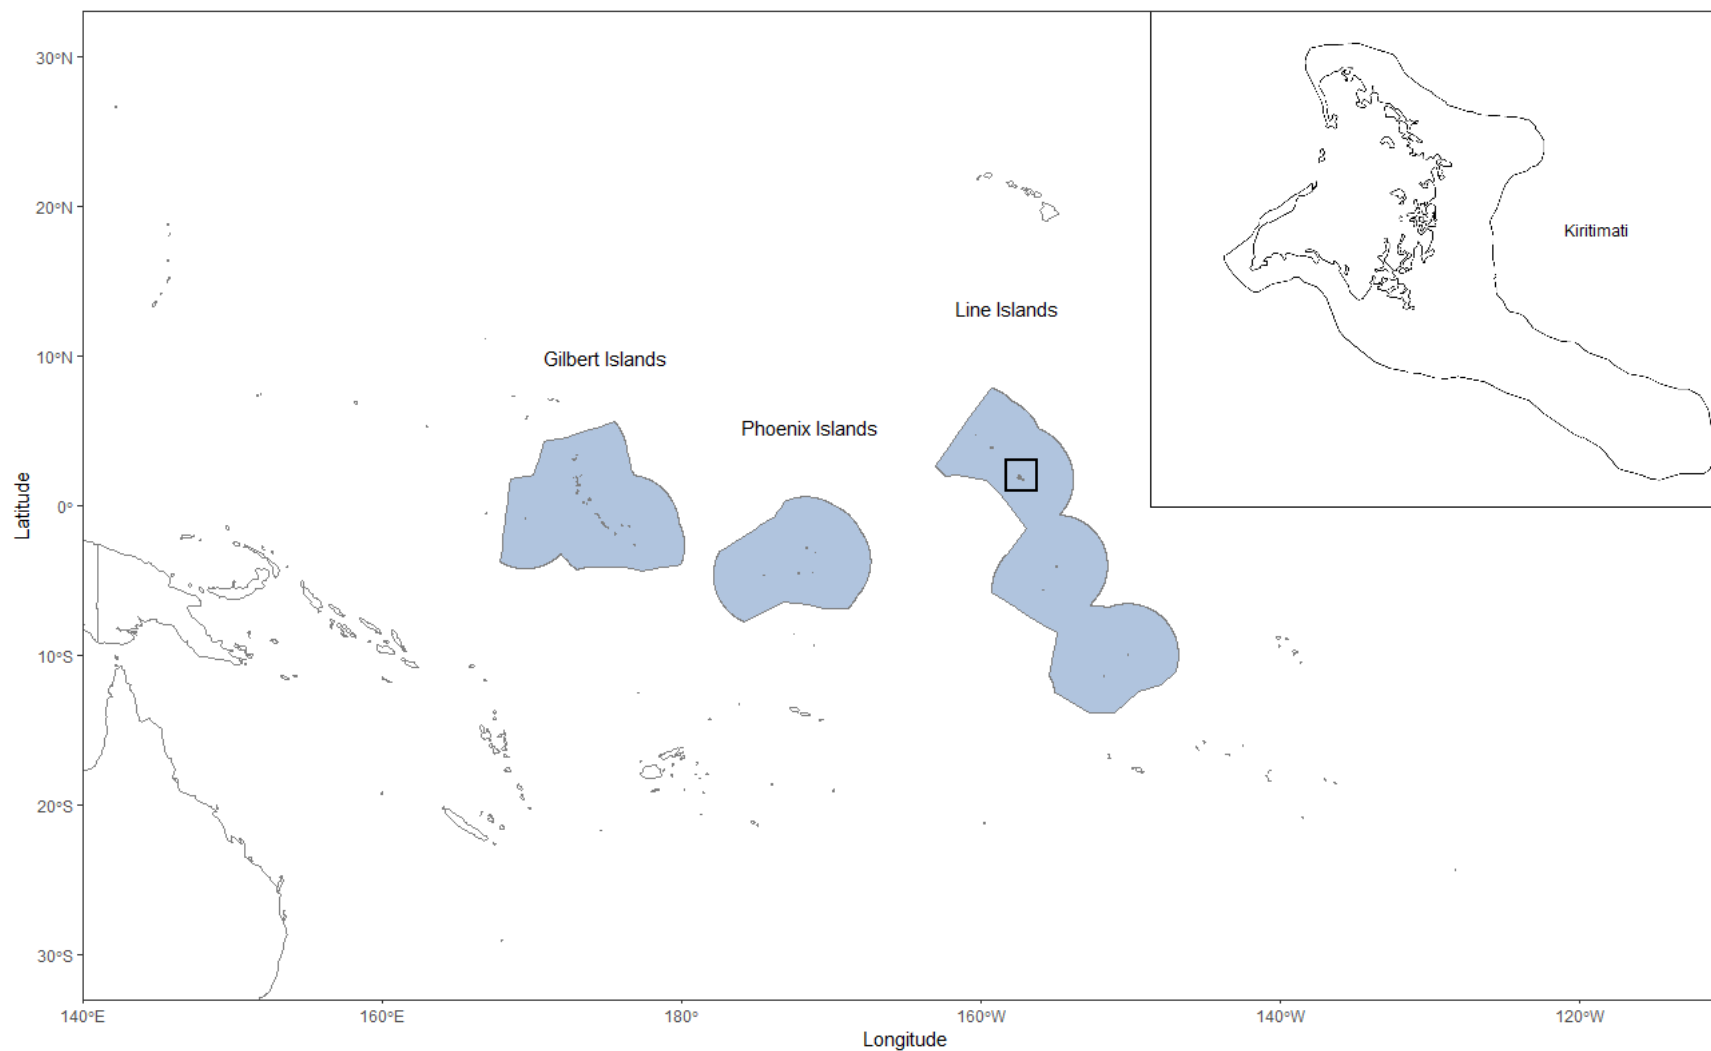 30°N
20°N
10°N
0°
10°S
20°S
30°S
Latitude
Kiritimati
Line Islands
Gilbert Islands
Phoenix Islands
140°E
160°E
180°
160°W
140°W
120°W
Longitude